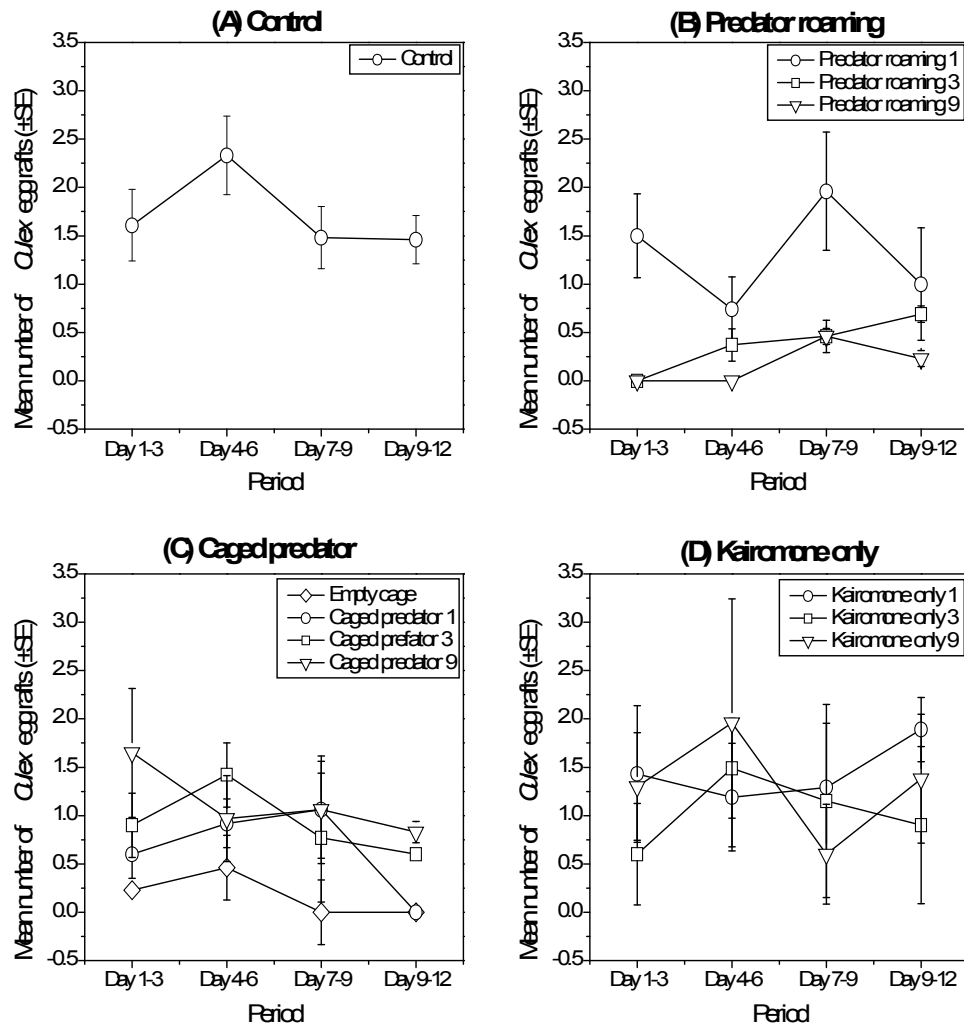 (A) Control
3.5
3.0
2.5
2.0
1.5
1.0
0.5
0.0
-0.5
Mean number of Culex egg rafts (±SE)
Control
Day 1-3
Day 4-6
Day 7-9
Day 9-12
Period
(B) Predator roaming
3.5
3.0
2.5
2.0
1.5
1.0
0.5
0.0
-0.5
Mean number of Culex egg rafts (±SE)
Predator roaming 1
Predator roaming 3
Predator roaming 9
Day 1-3
Day 4-6
Day 7-9
Day 9-12
Period
(C) Caged predator
3.5
3.0
2.5
2.0
1.5
1.0
0.5
0.0
-0.5
Mean number of Culex egg rafts (±SE)
Empty cage
Caged predator 1
Caged prefator 3
Caged predator 9
Day 1-3
Day 4-6
Day 7-9
Day 9-12
Period
(D) Kairomone only
3.5
3.0
2.5
2.0
1.5
1.0
0.5
0.0
-0.5
Mean number of Culex egg rafts (±SE)
Kairomone only 1
Kairomone only 3
Kairomone only 9
Day 1-3
Day 4-6
Day 7-9
Day 9-12
Period